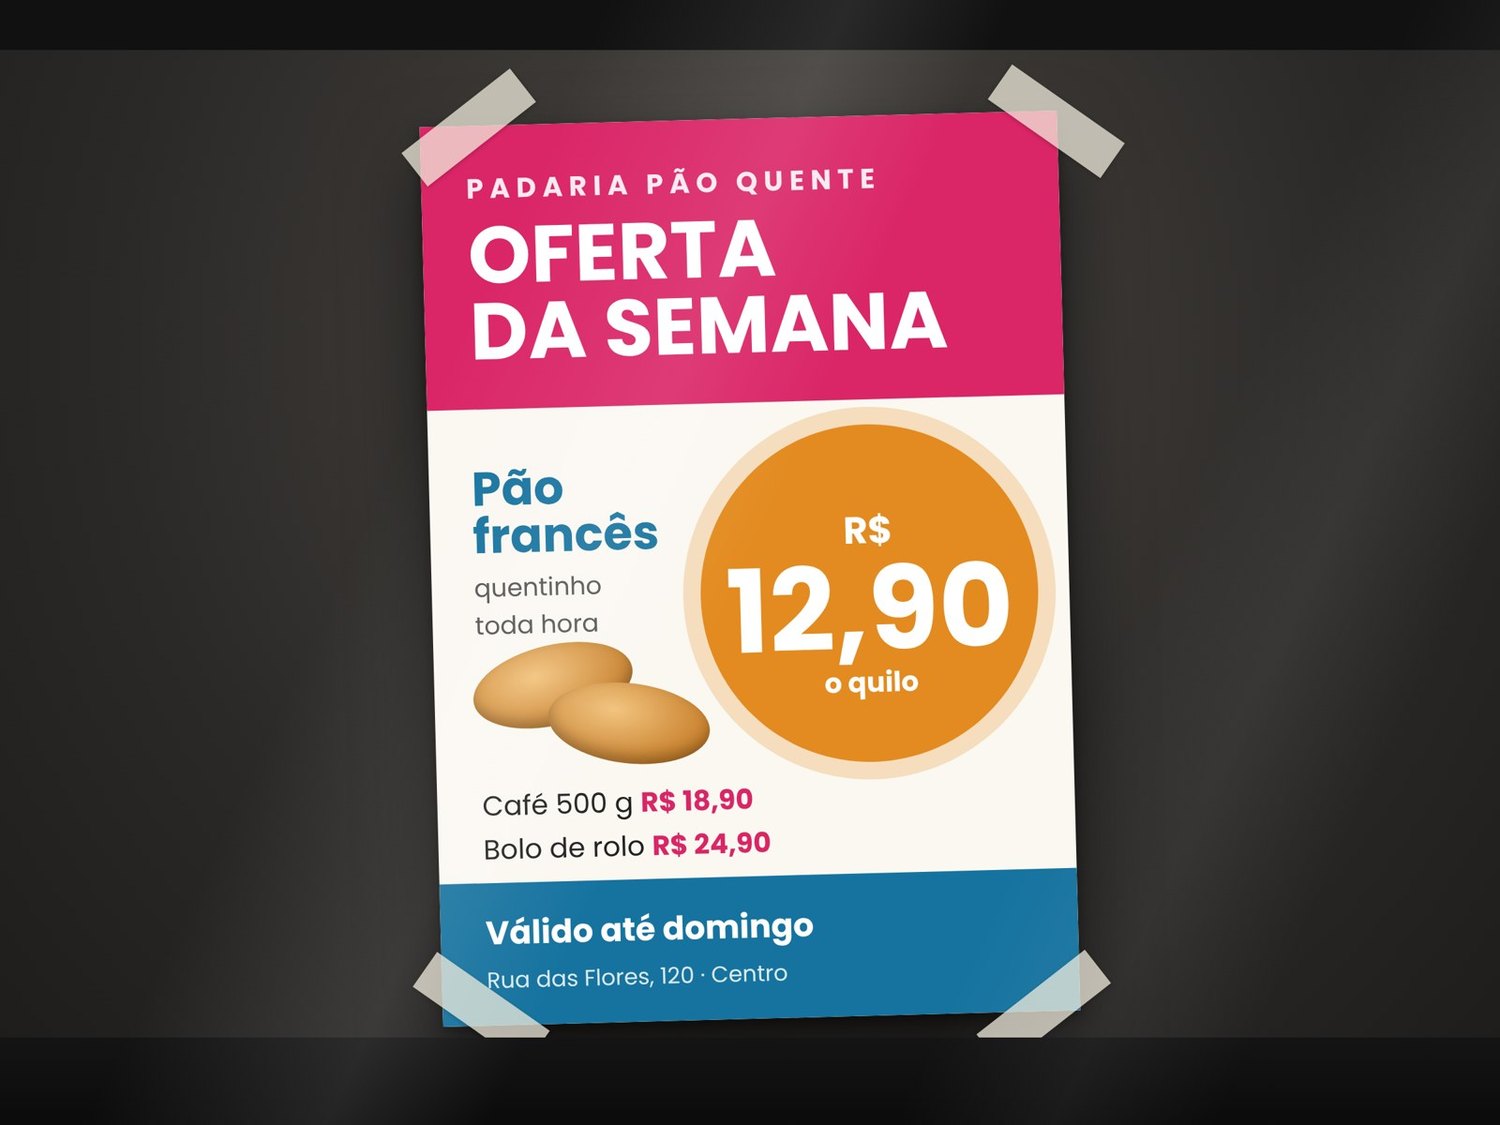 PADARIA PÃO QUENTE
OFERTA
DA SEMANA
Pão
francês
quentinho
toda hora
R$
12,90
o quilo
Café 500 g R$ 18,90
Bolo de rolo R$ 24,90
Válido até domingo
Rua das Flores, 120 · Centro